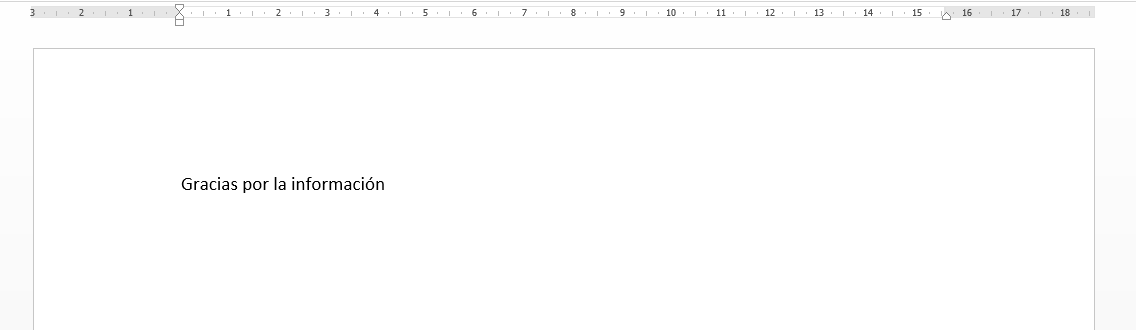 3 2 1 1 2 3 4 5 6 7 8 9 10 11 12 13 14 15 16 17 18
Gracias por la información